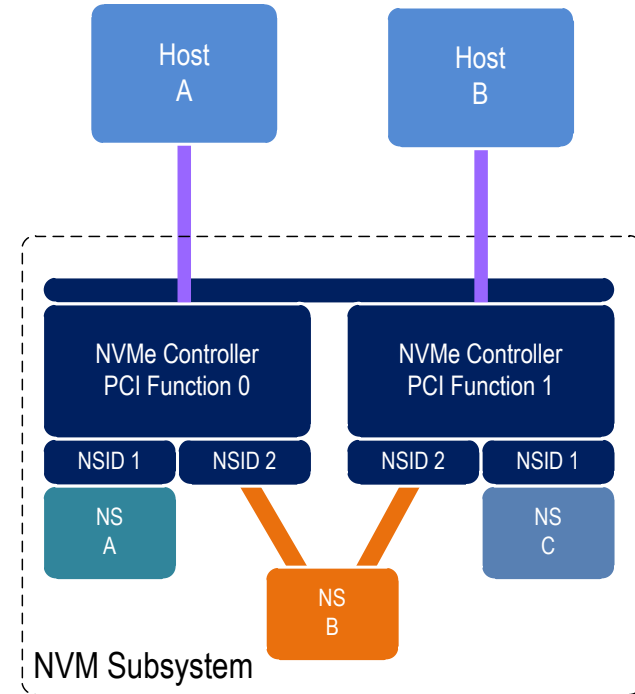 Host
A
Host
B
NVMe Controller
PCI Function 0
NVMe Controller
PCI Function 1
NSID 1
NSID 2
NSID 2
NSID 1
NS
A
NS
C
NS
B
NVM Subsystem